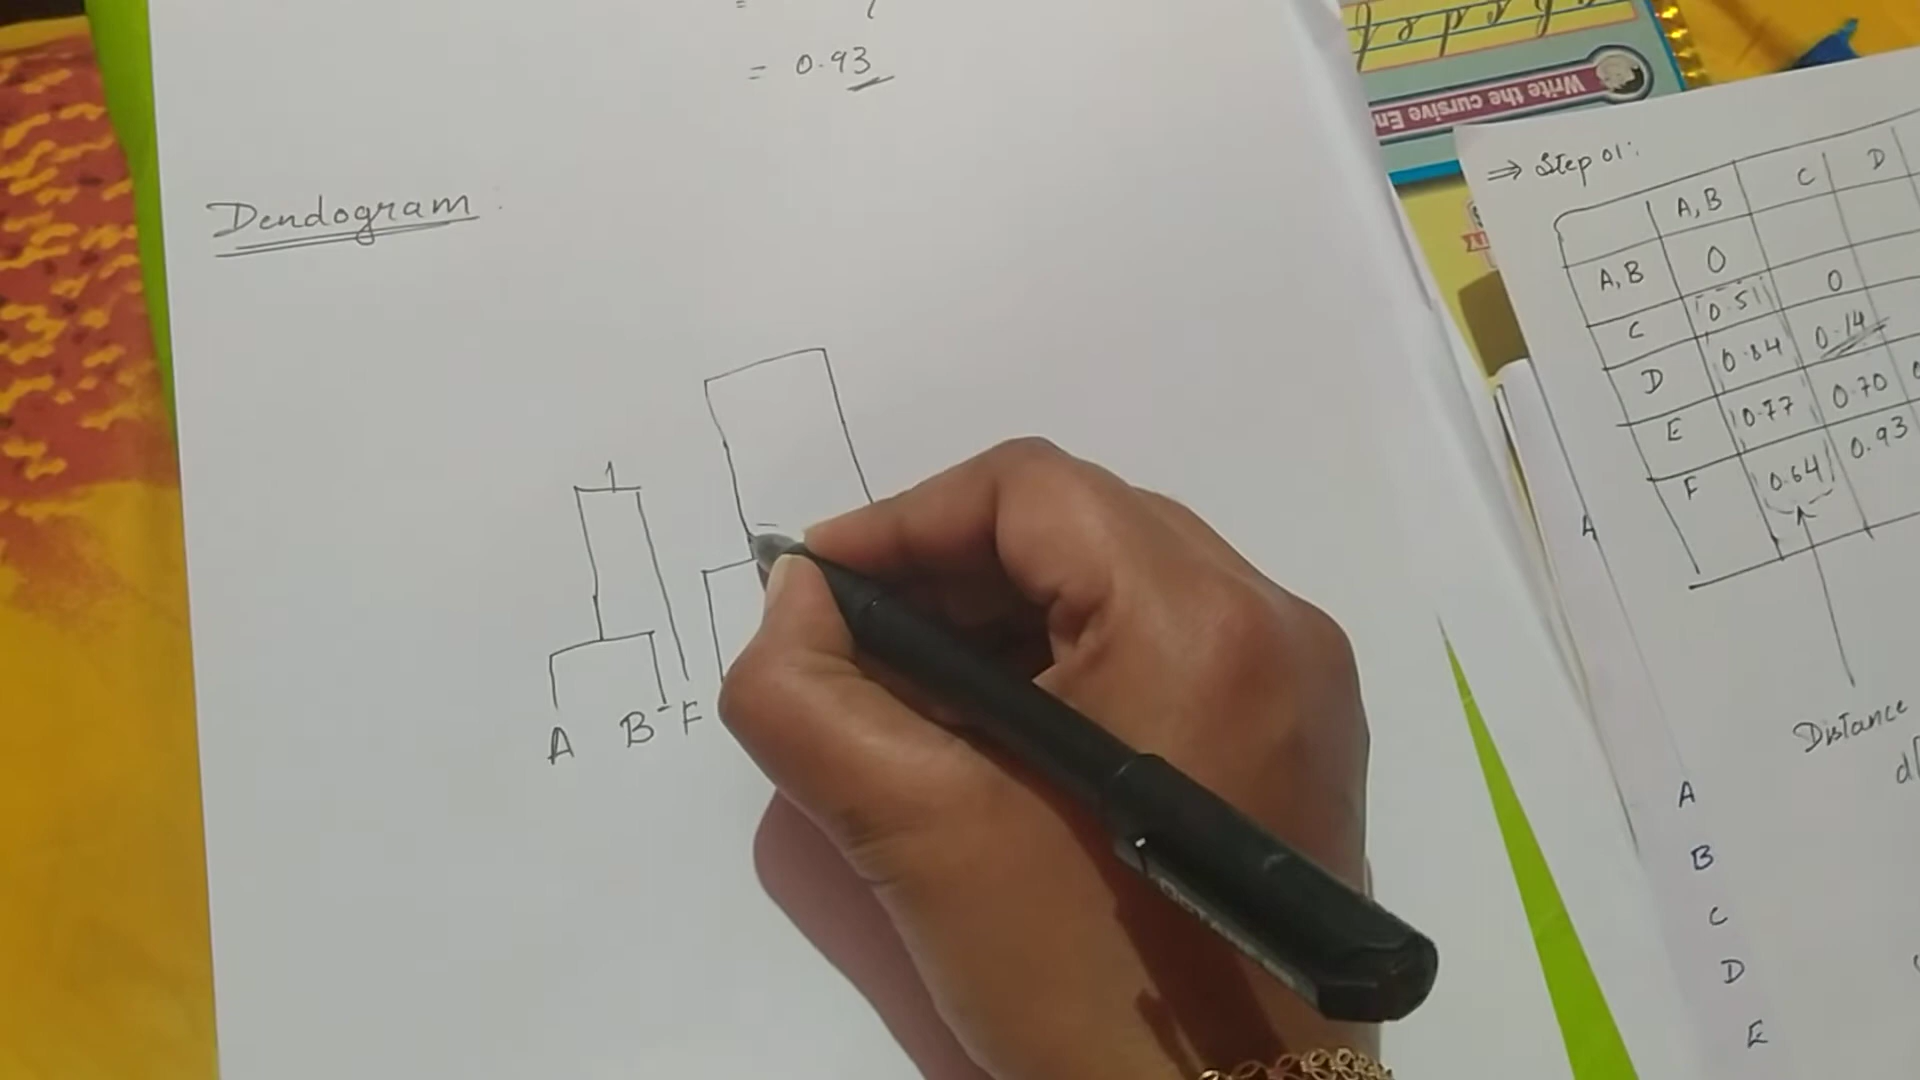 = 0.93
Dendogram :
A B F
Write the cursive En
⇒ Step 01:
A, B C D
A, B 0
C 0.51 0
D 0.84 0.14
E 0.77 0.70
F 0.64 0.93
Distance
A
B
C
D
E